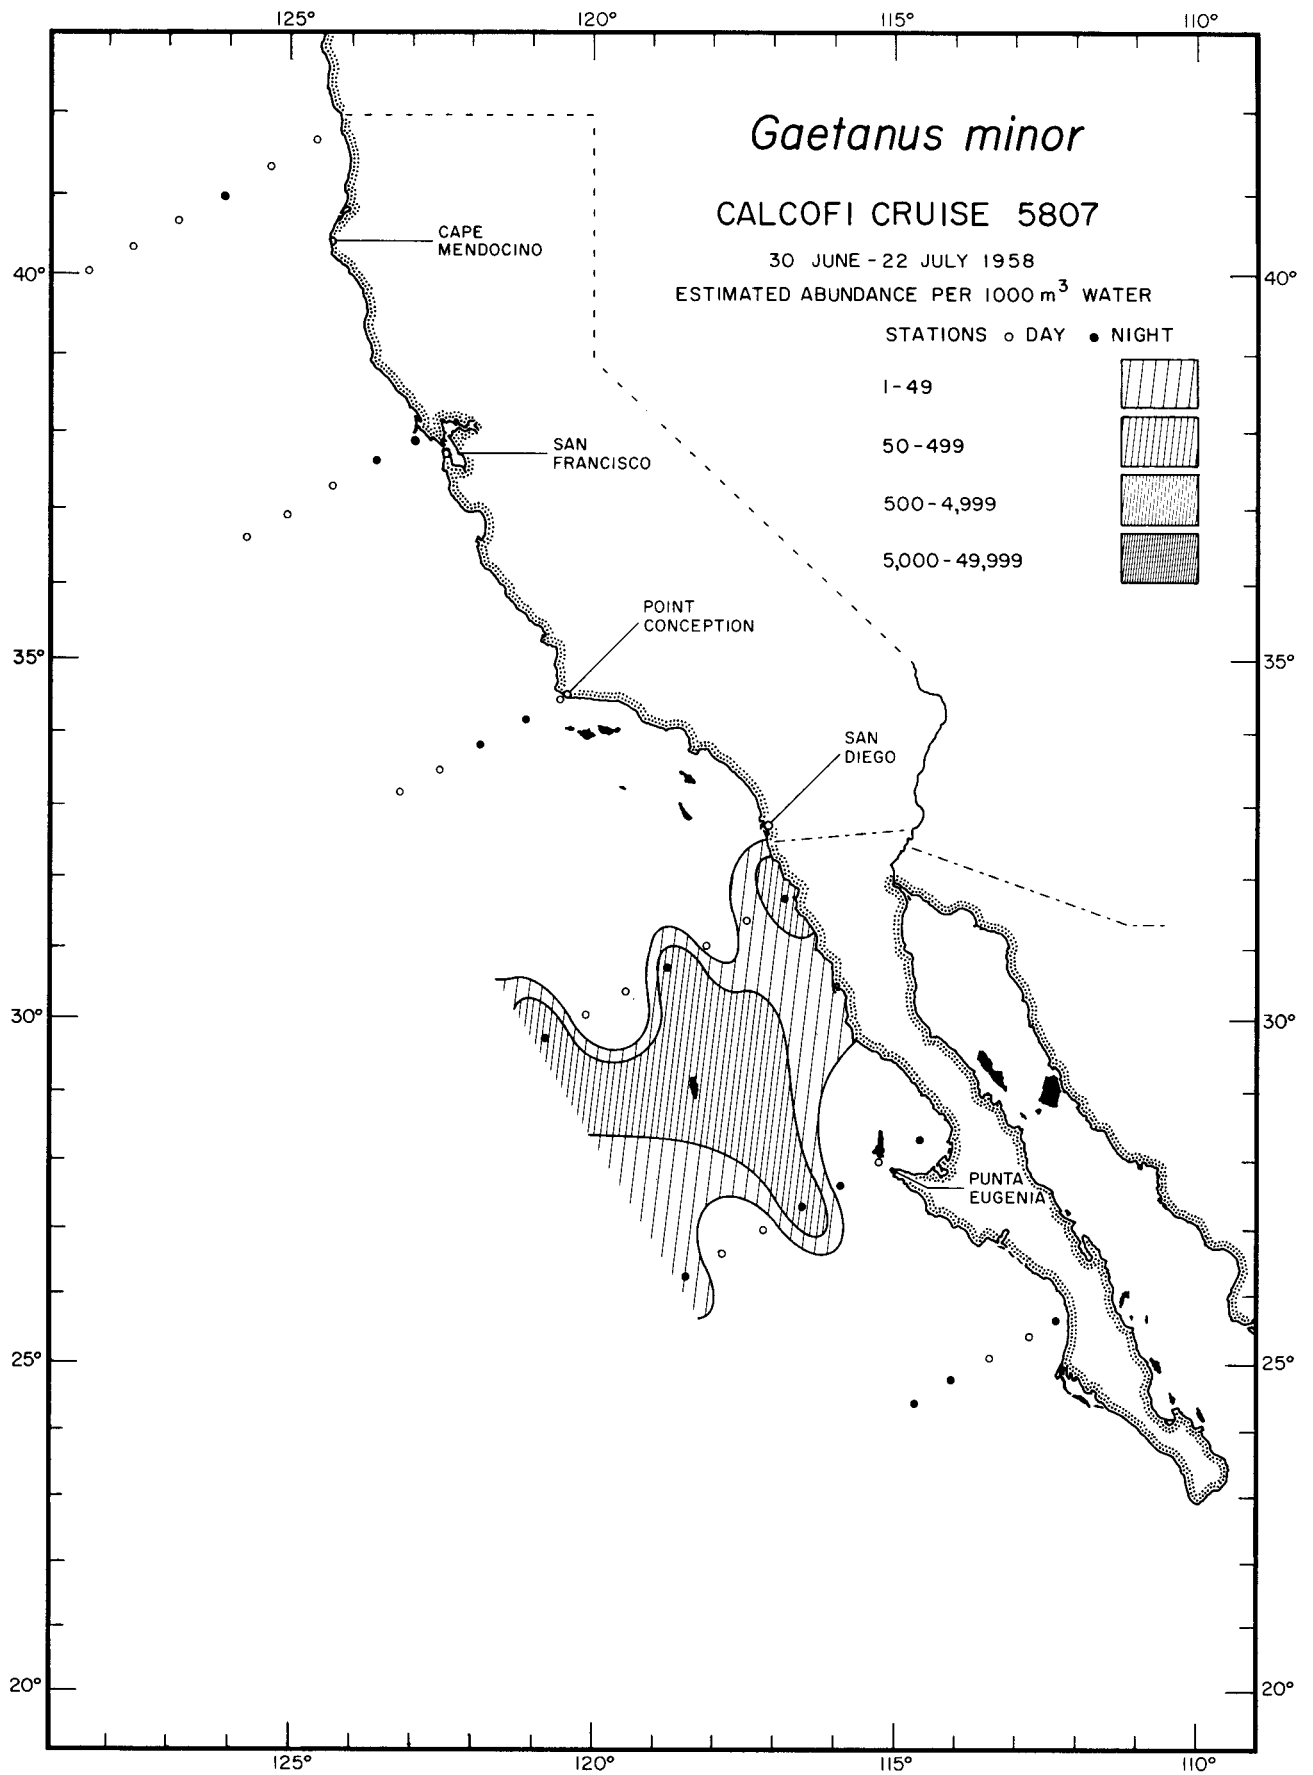 125° 120° 115° 110°
Gaetanus minor
CALCOFI CRUISE 5807
30 JUNE - 22 JULY 1958
ESTIMATED ABUNDANCE PER 1000 m³ WATER
STATIONS ○ DAY ● NIGHT
1 - 49
50 - 499
500 - 4,999
5,000 - 49,999
CAPE
MENDOCINO
40° 40°
SAN
FRANCISCO
POINT
CONCEPTION
35° 35°
SAN
DIEGO
30° 30°
PUNTA
EUGENIA
25° 25°
20° 20°
125° 120° 115° 110°